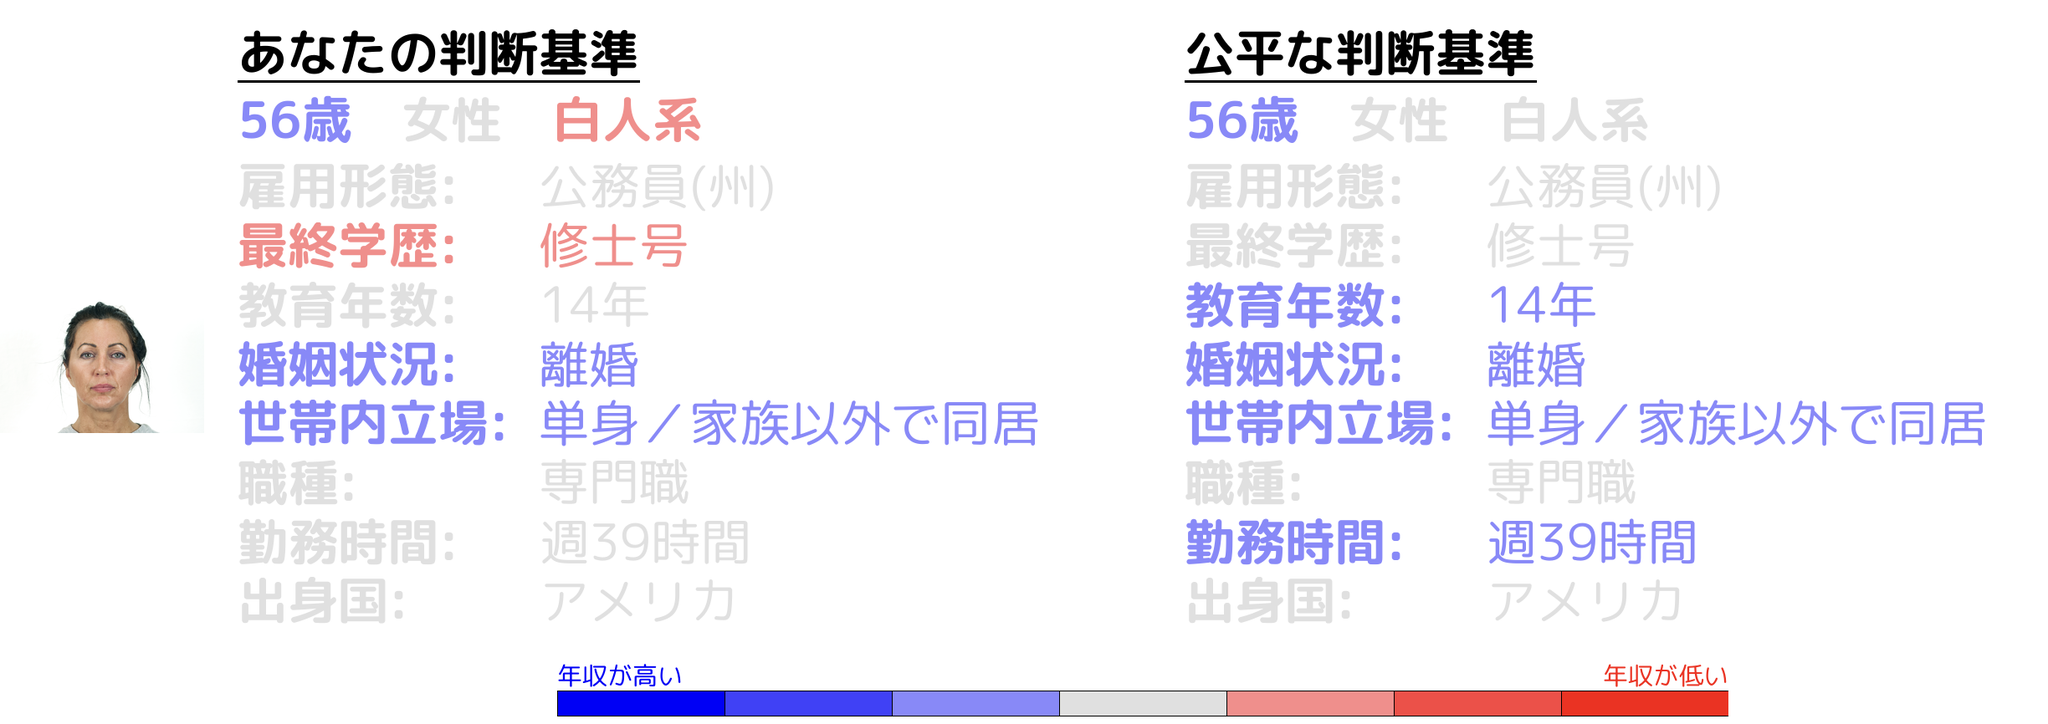 あなたの判断基準
56歳 女性 白人系
雇用形態: 公務員(州)
最終学歴: 修士号
教育年数: 14年
婚姻状況: 離婚
世帯内立場: 単身／家族以外で同居
職種: 専門職
勤務時間: 週39時間
出身国: アメリカ
公平な判断基準
56歳 女性 白人系
雇用形態: 公務員(州)
最終学歴: 修士号
教育年数: 14年
婚姻状況: 離婚
世帯内立場: 単身／家族以外で同居
職種: 専門職
勤務時間: 週39時間
出身国: アメリカ
年収が高い
年収が低い